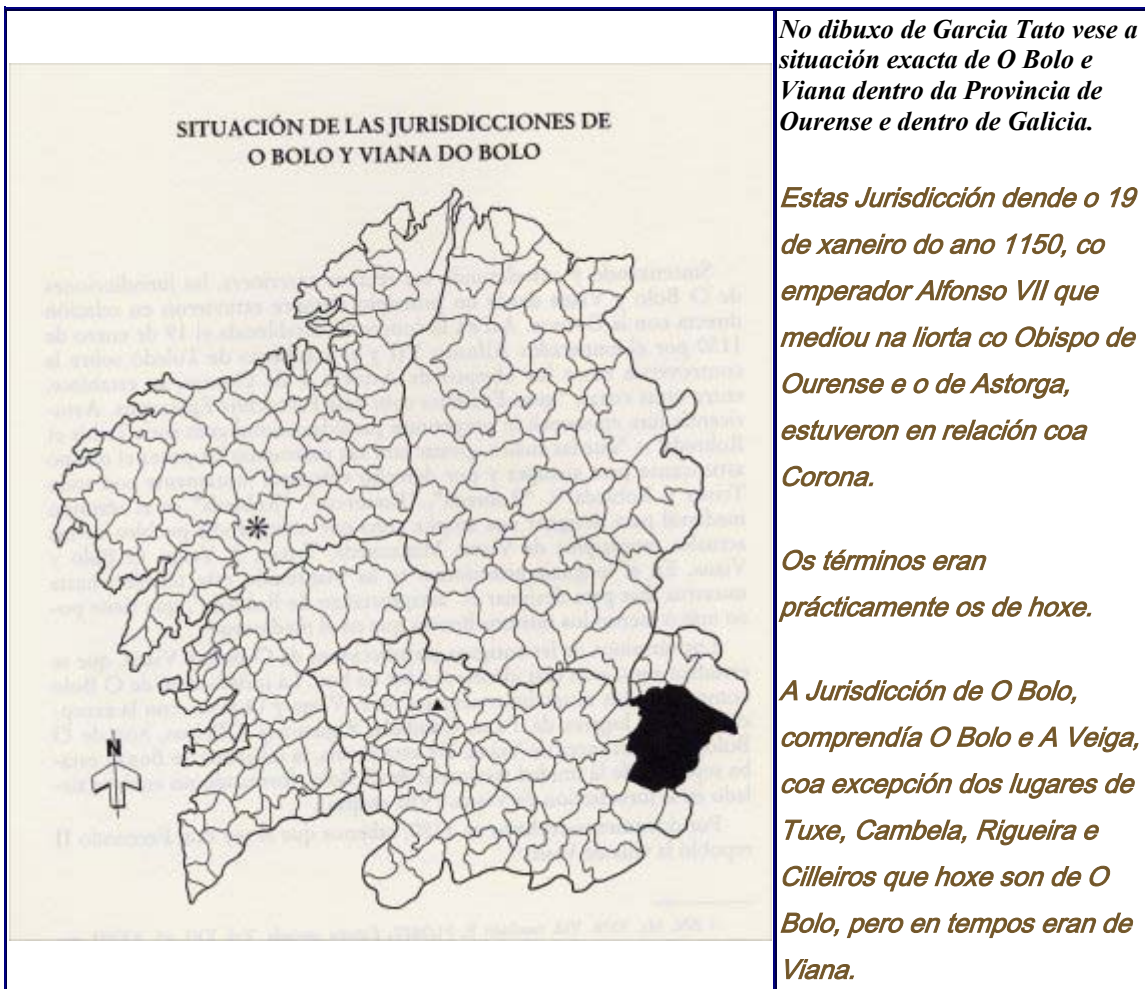 SITUACIÓN DE LAS JURISDICCIONES DE
O BOLO Y VIANA DO BOLO
N
No dibuxo de Garcia Tato vese a
situación exacta de O Bolo e
Viana dentro da Provincia de
Ourense e dentro de Galicia.
Estas Jurisdicción dende o 19
de xaneiro do ano 1150, co
emperador Alfonso VII que
mediou na liorta co Obispo de
Ourense e o de Astorga,
estuveron en relación coa
Corona.
Os términos eran
prácticamente os de hoxe.
A Jurisdicción de O Bolo,
comprendía O Bolo e A Veiga,
coa excepción dos lugares de
Tuxe, Cambela, Rigueira e
Cilleiros que hoxe son de O
Bolo, pero en tempos eran de
Viana.